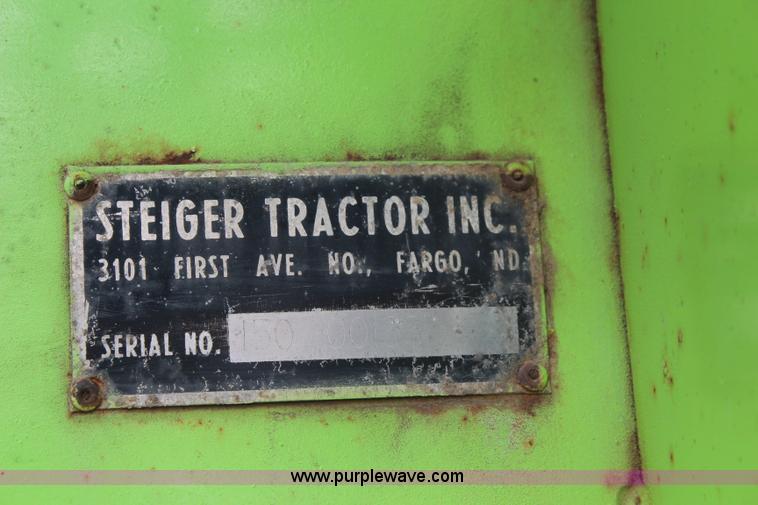 STEIGER TRACTOR INC.
3101 FIRST AVE. NO., FARGO, ND.
SERIAL NO.
www.purplewave.com